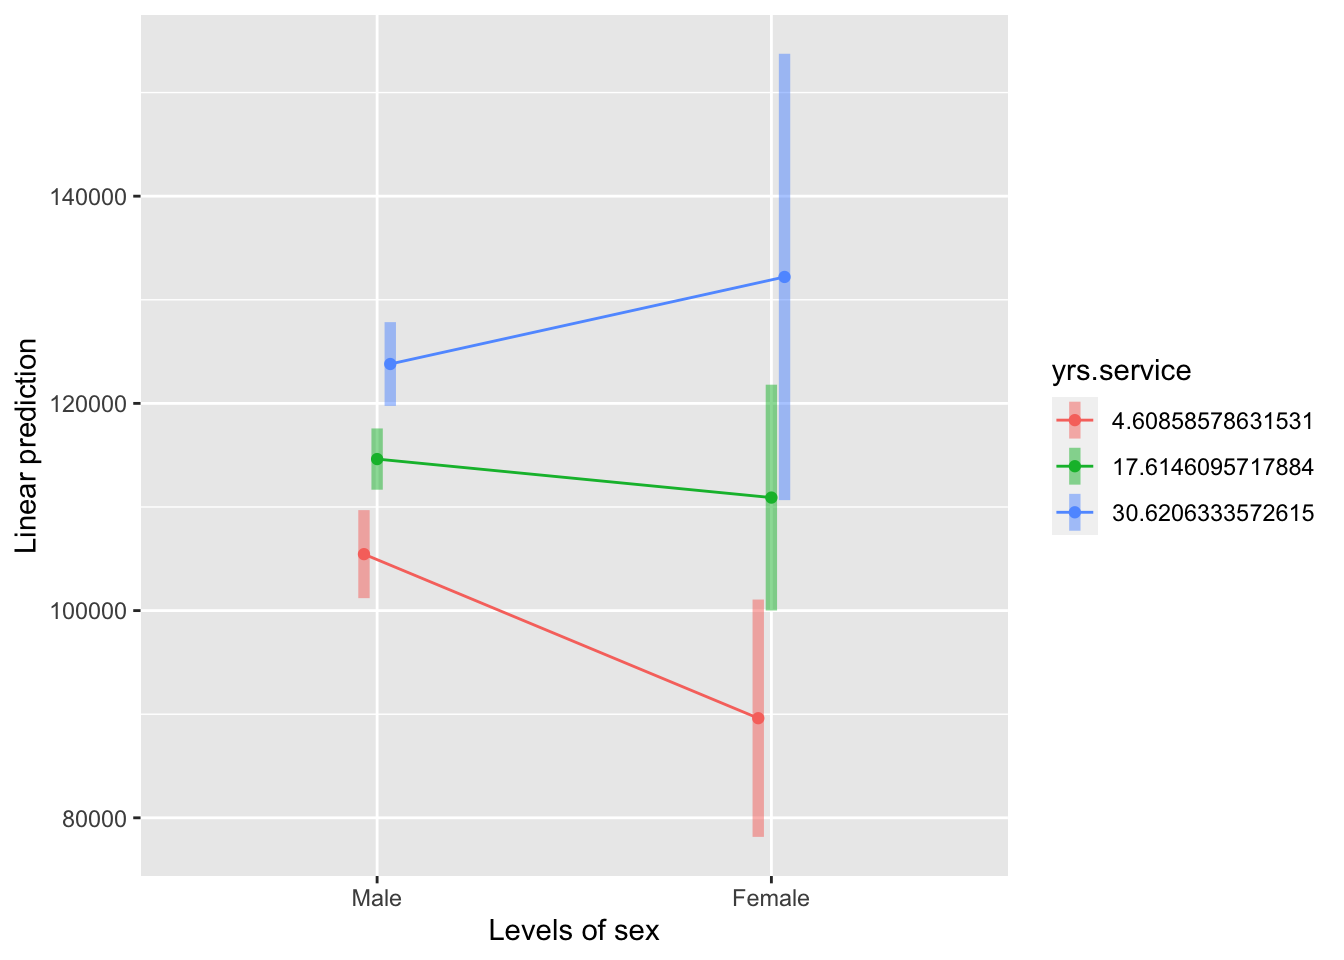 140000
120000
100000
80000
Linear prediction
Male
Female
Levels of sex
yrs.service
4.60858578631531
17.6146095717884
30.6206333572615